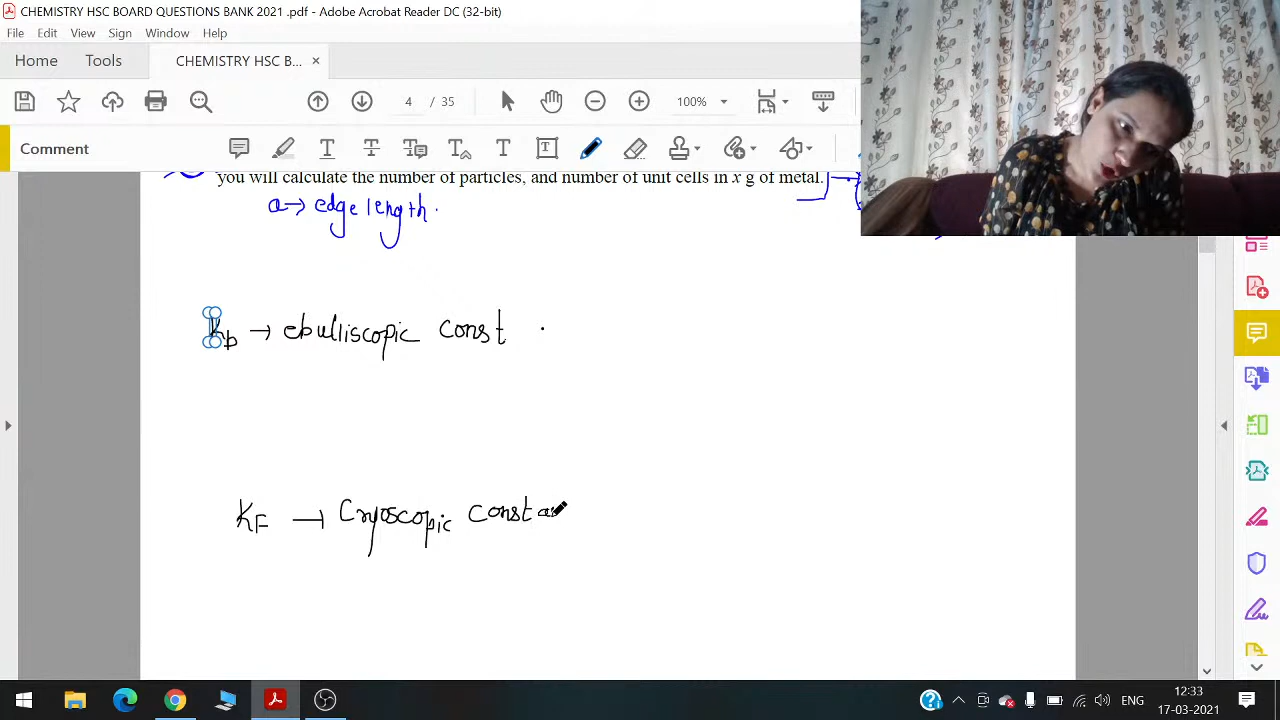 CHEMISTRY HSC BOARD QUESTIONS BANK 2021 .pdf - Adobe Acrobat Reader DC (32-bit)
File Edit View Sign Window Help
Home Tools CHEMISTRY HSC B... ×
4 / 35 100%
Comment
you will calculate the number of particles, and number of unit cells in x g of metal.
a → edge length.
Kb → ebulliscopic const .
KF → Cryoscopic consta
ENG 12:33
17-03-2021